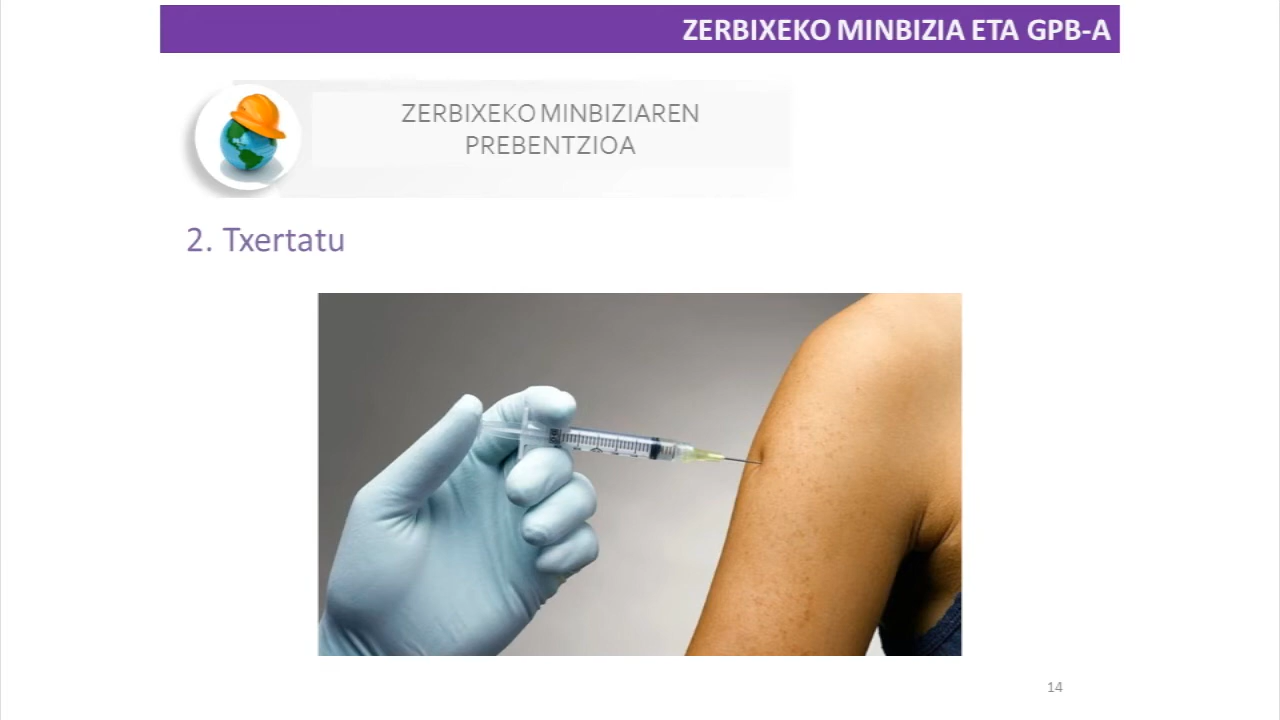 ZERBIXEKO MINBIZIA ETA GPB-A
ZERBIXEKO MINBIZIAREN
PREBENTZIOA
2. Txertatu
14